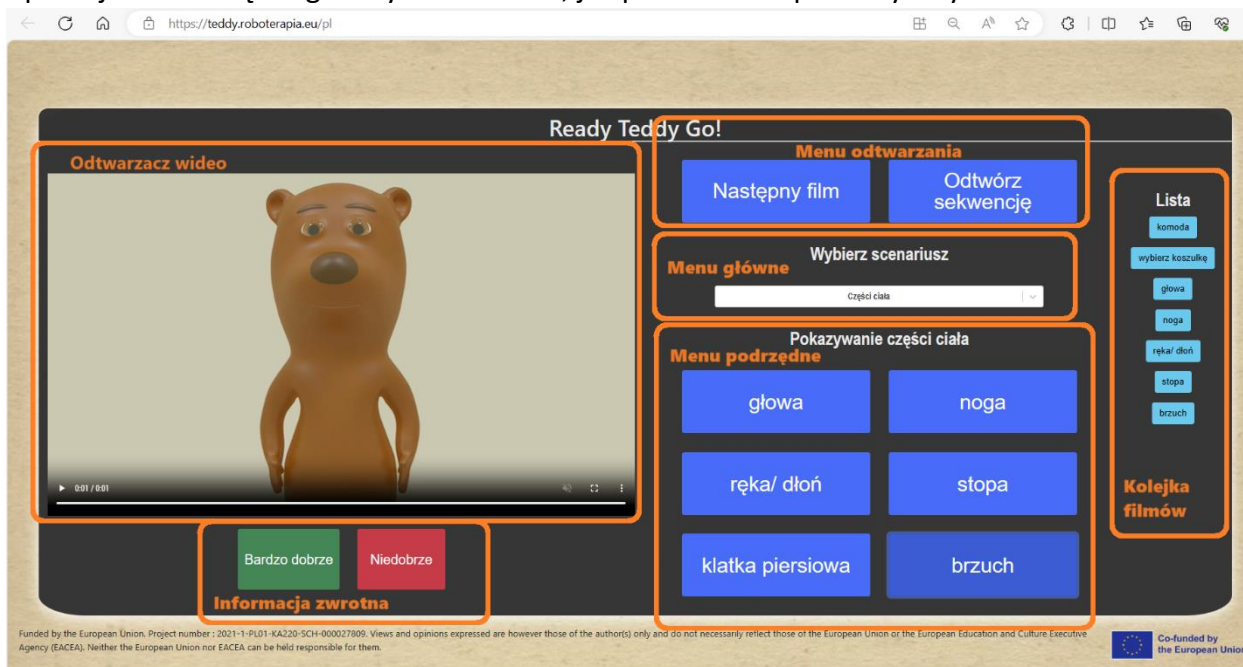 https://teddy.roboterapia.eu/pl
Ready Teddy Go!
Odtwarzacz wideo
0:01 / 0:01
Bardzo dobrze
Niedobrze
Informacja zwrotna
Menu odtwarzania
Następny film
Odtwórz
sekwencję
Wybierz scenariusz
Menu główne
Części ciała
Pokazywanie części ciała
Menu podrzędne
głowa
noga
ręka/ dłoń
stopa
klatka piersiowa
brzuch
Lista
komoda
wybierz koszulkę
głowa
noga
ręka/ dłoń
stopa
brzuch
Kolejka
filmów
Funded by the European Union. Project number : 2021-1-PL01-KA220-SCH-000027809. Views and opinions expressed are however those of the author(s) only and do not necessarily reflect those of the European Union or the European Education and Culture Executive
Agency (EACEA). Neither the European Union nor EACEA can be held responsible for them.
Co-funded by
the European Union